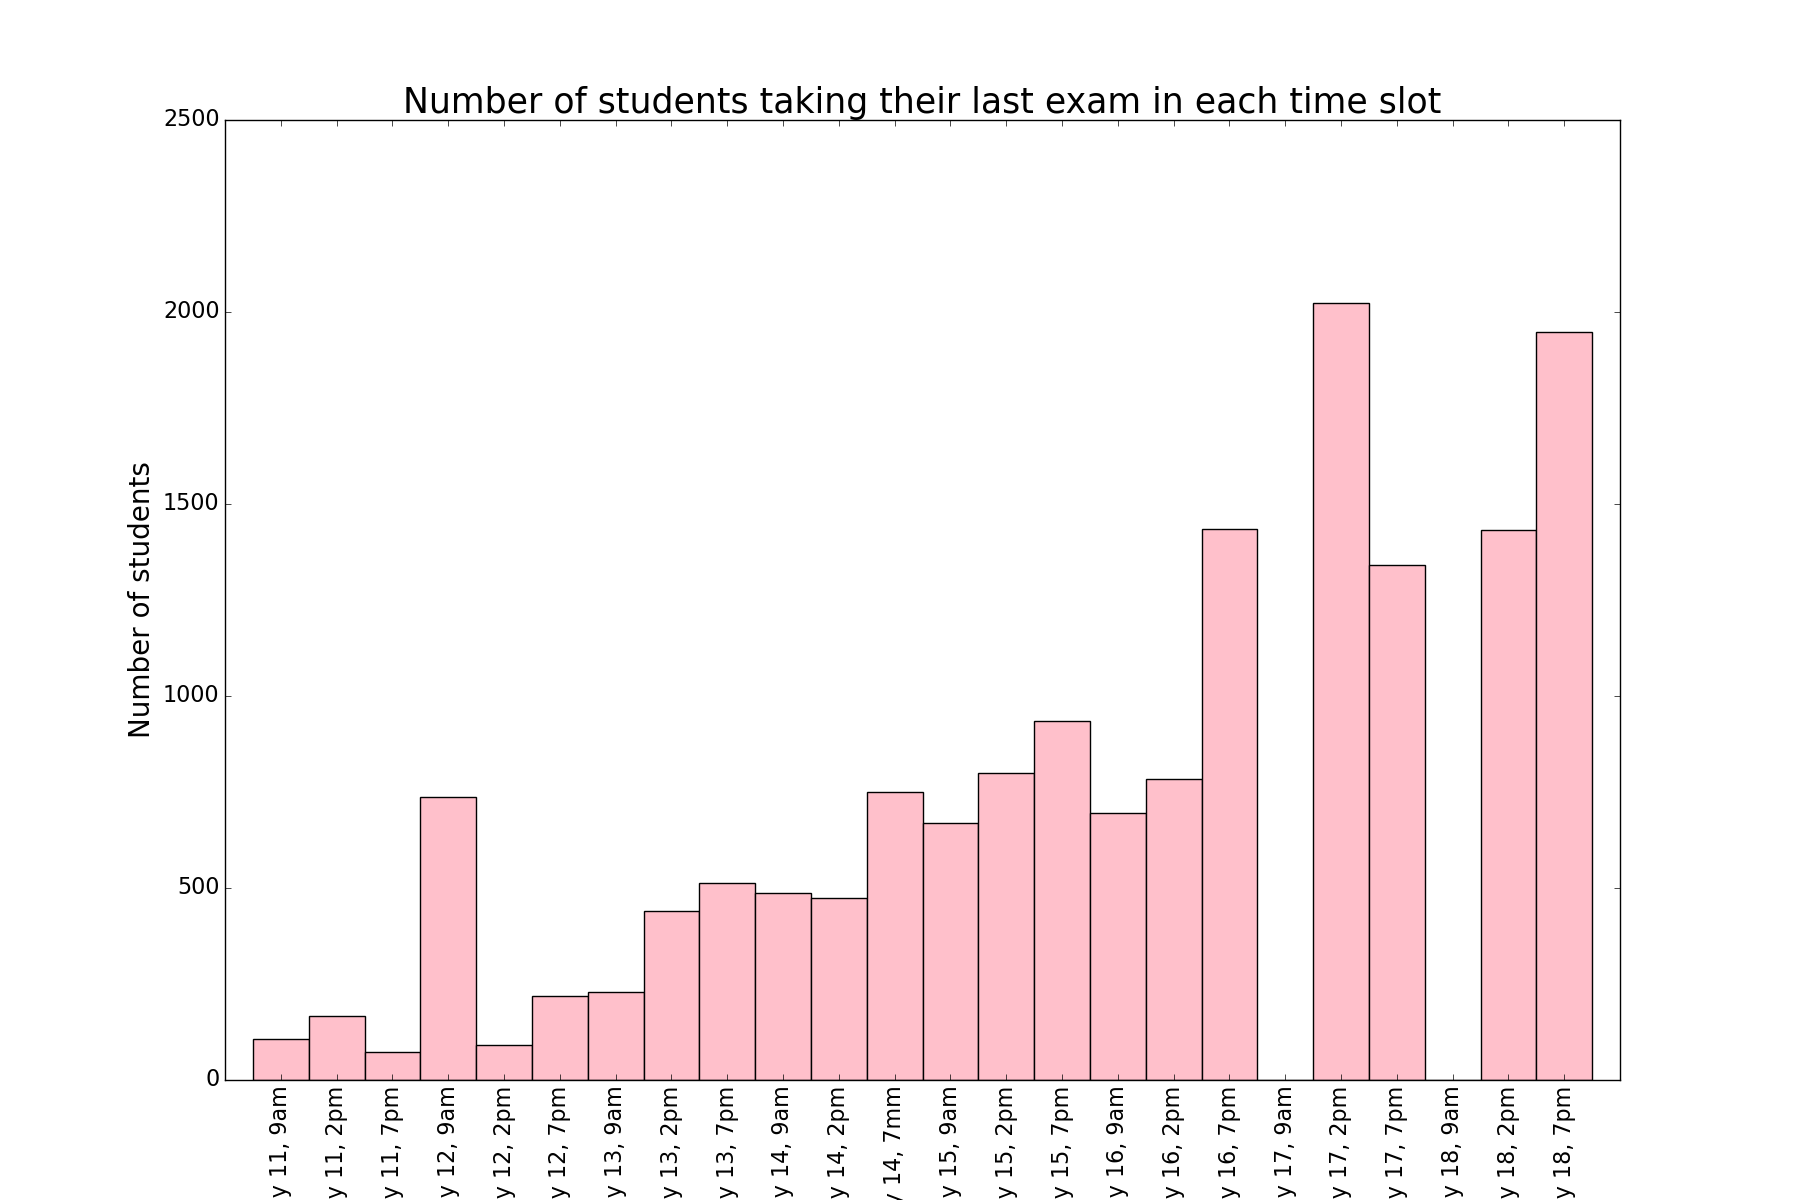 Number of students taking their last exam in each time slot
2500
2000
1500
1000
500
0
Number of students
y 11, 9am
y 11, 2pm
y 11, 7pm
y 12, 9am
y 12, 2pm
y 12, 7pm
y 13, 9am
y 13, 2pm
y 13, 7pm
y 14, 9am
y 14, 2pm
y 14, 7mm
y 15, 9am
y 15, 2pm
y 15, 7pm
y 16, 9am
y 16, 2pm
y 16, 7pm
y 17, 9am
y 17, 2pm
y 17, 7pm
y 18, 9am
y 18, 2pm
y 18, 7pm